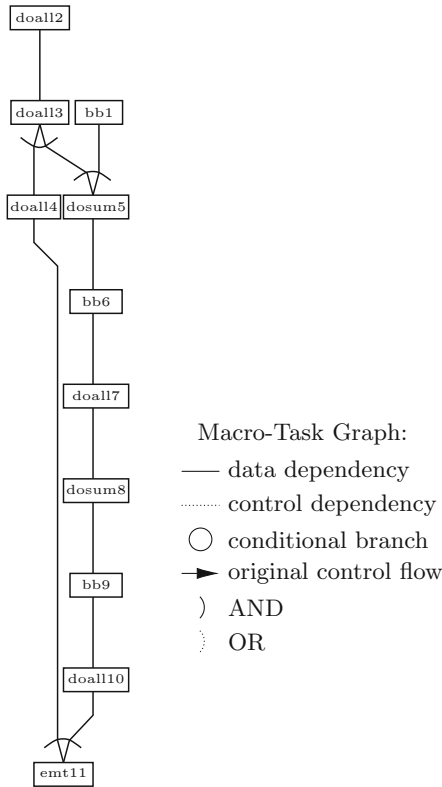 doall2
doall3 bb1
doall4 dosum5
bb6
doall7
dosum8
bb9
doall10
emt11
Macro-Task Graph:
data dependency
control dependency
conditional branch
original control flow
AND
OR